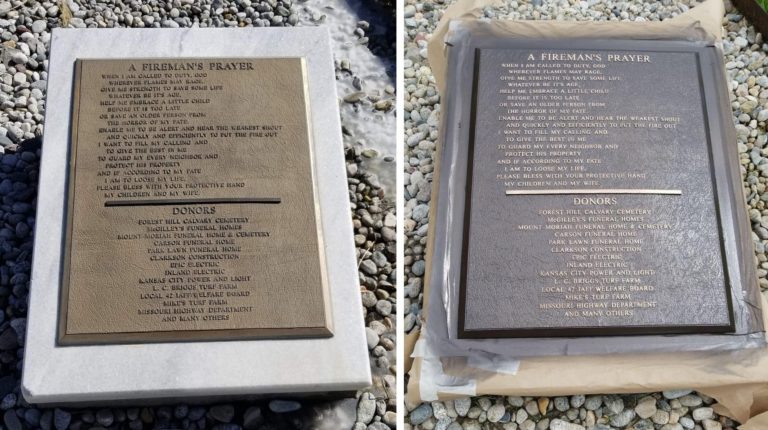 A FIREMAN'S PRAYER
WHEN I AM CALLED TO DUTY, GOD
WHEREVER FLAMES MAY RAGE,
GIVE ME STRENGTH TO SAVE SOME LIFE
WHATEVER BE IT'S AGE,
HELP ME EMBRACE A LITTLE CHILD
BEFORE IT IS TOO LATE
OR SAVE AN OLDER PERSON FROM
THE HORROR OF MY FATE.
ENABLE ME TO BE ALERT AND HEAR THE WEAKEST SHOUT
AND QUICKLY AND EFFICIENTLY TO PUT THE FIRE OUT
I WANT TO FILL MY CALLING AND
TO GIVE THE BEST IN ME
TO GUARD MY EVERY NEIGHBOR AND
PROTECT HIS PROPERTY
AND IF ACCORDING TO MY FATE
I AM TO LOOSE MY LIFE,
PLEASE BLESS WITH YOUR PROTECTIVE HAND
MY CHILDREN AND MY WIFE.
DONORS
FOREST HILL CALVARY CEMETERY
McGILLEY'S FUNERAL HOMES
MOUNT MORIAH FUNERAL HOME & CEMETERY
CARSON FUNERAL HOME
PARK LAWN FUNERAL HOME
CLARKSON CONSTRUCTION
EPIC ELECTRIC
INLAND ELECTRIC
KANSAS CITY POWER AND LIGHT
L. C. BRIGGS TURF FARM
LOCAL 42 IAFF/WELFARE BOARD
MIKE'S TURF FARM
MISSOURI HIGHWAY DEPARTMENT
AND MANY OTHERS
A FIREMAN'S PRAYER
WHEN I AM CALLED TO DUTY, GOD
WHEREVER FLAMES MAY RAGE,
GIVE ME STRENGTH TO SAVE SOME LIFE
WHATEVER BE IT'S AGE,
HELP ME EMBRACE A LITTLE CHILD
BEFORE IT IS TOO LATE
OR SAVE AN OLDER PERSON FROM
THE HORROR OF MY FATE.
ENABLE ME TO BE ALERT AND HEAR THE WEAKEST SHOUT
AND QUICKLY AND EFFICIENTLY TO PUT THE FIRE OUT
I WANT TO FILL MY CALLING AND
TO GIVE THE BEST IN ME
TO GUARD MY EVERY NEIGHBOR AND
PROTECT HIS PROPERTY
AND IF ACCORDING TO MY FATE
I AM TO LOOSE MY LIFE,
PLEASE BLESS WITH YOUR PROTECTIVE HAND
MY CHILDREN AND MY WIFE.
DONORS
FOREST HILL CALVARY CEMETERY
McGILLEY'S FUNERAL HOMES
MOUNT MORIAH FUNERAL HOME & CEMETERY
CARSON FUNERAL HOME
PARK LAWN FUNERAL HOME
CLARKSON CONSTRUCTION
EPIC ELECTRIC
INLAND ELECTRIC
KANSAS CITY POWER AND LIGHT
L. C. BRIGGS TURF FARM
LOCAL 42 IAFF/WELFARE BOARD
MIKE'S TURF FARM
MISSOURI HIGHWAY DEPARTMENT
AND MANY OTHERS